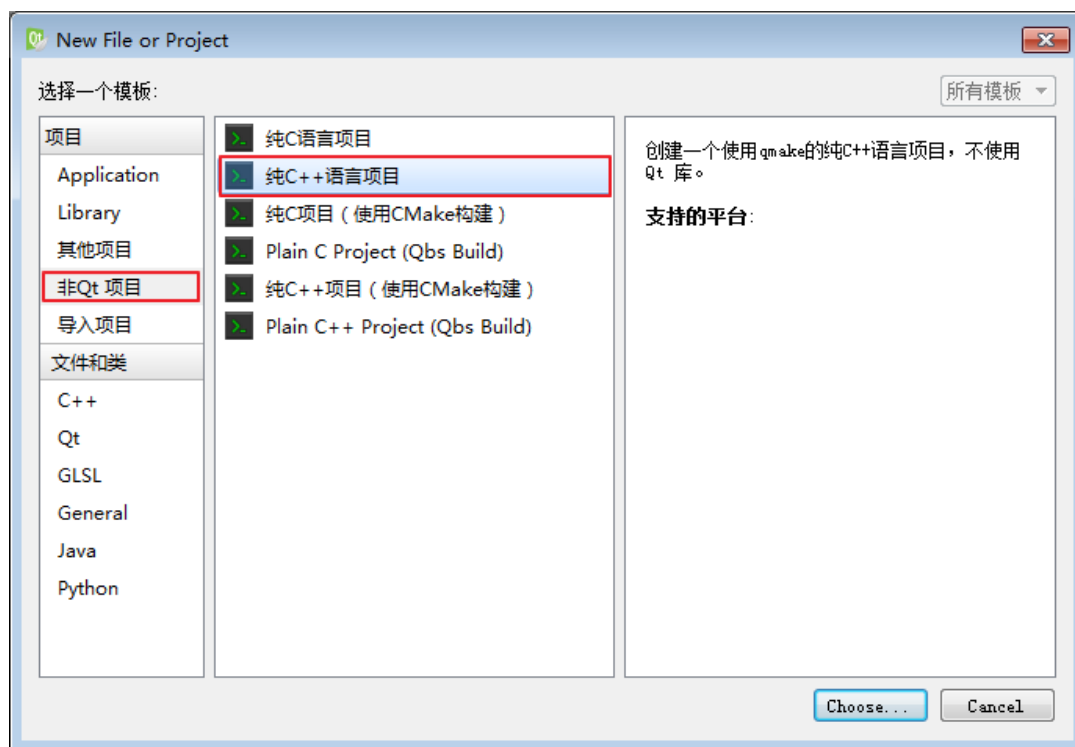 New File or Project
选择一个模板:
所有模板
项目
Application
Library
其他项目
非Qt 项目
导入项目
文件和类
C++
Qt
GLSL
General
Java
Python
纯C语言项目
纯C++语言项目
纯C项目（使用CMake构建）
Plain C Project (Qbs Build)
纯C++项目（使用CMake构建）
Plain C++ Project (Qbs Build)
创建一个使用qmake的纯C++语言项目，不使用
Qt 库。
支持的平台:
Choose...
Cancel